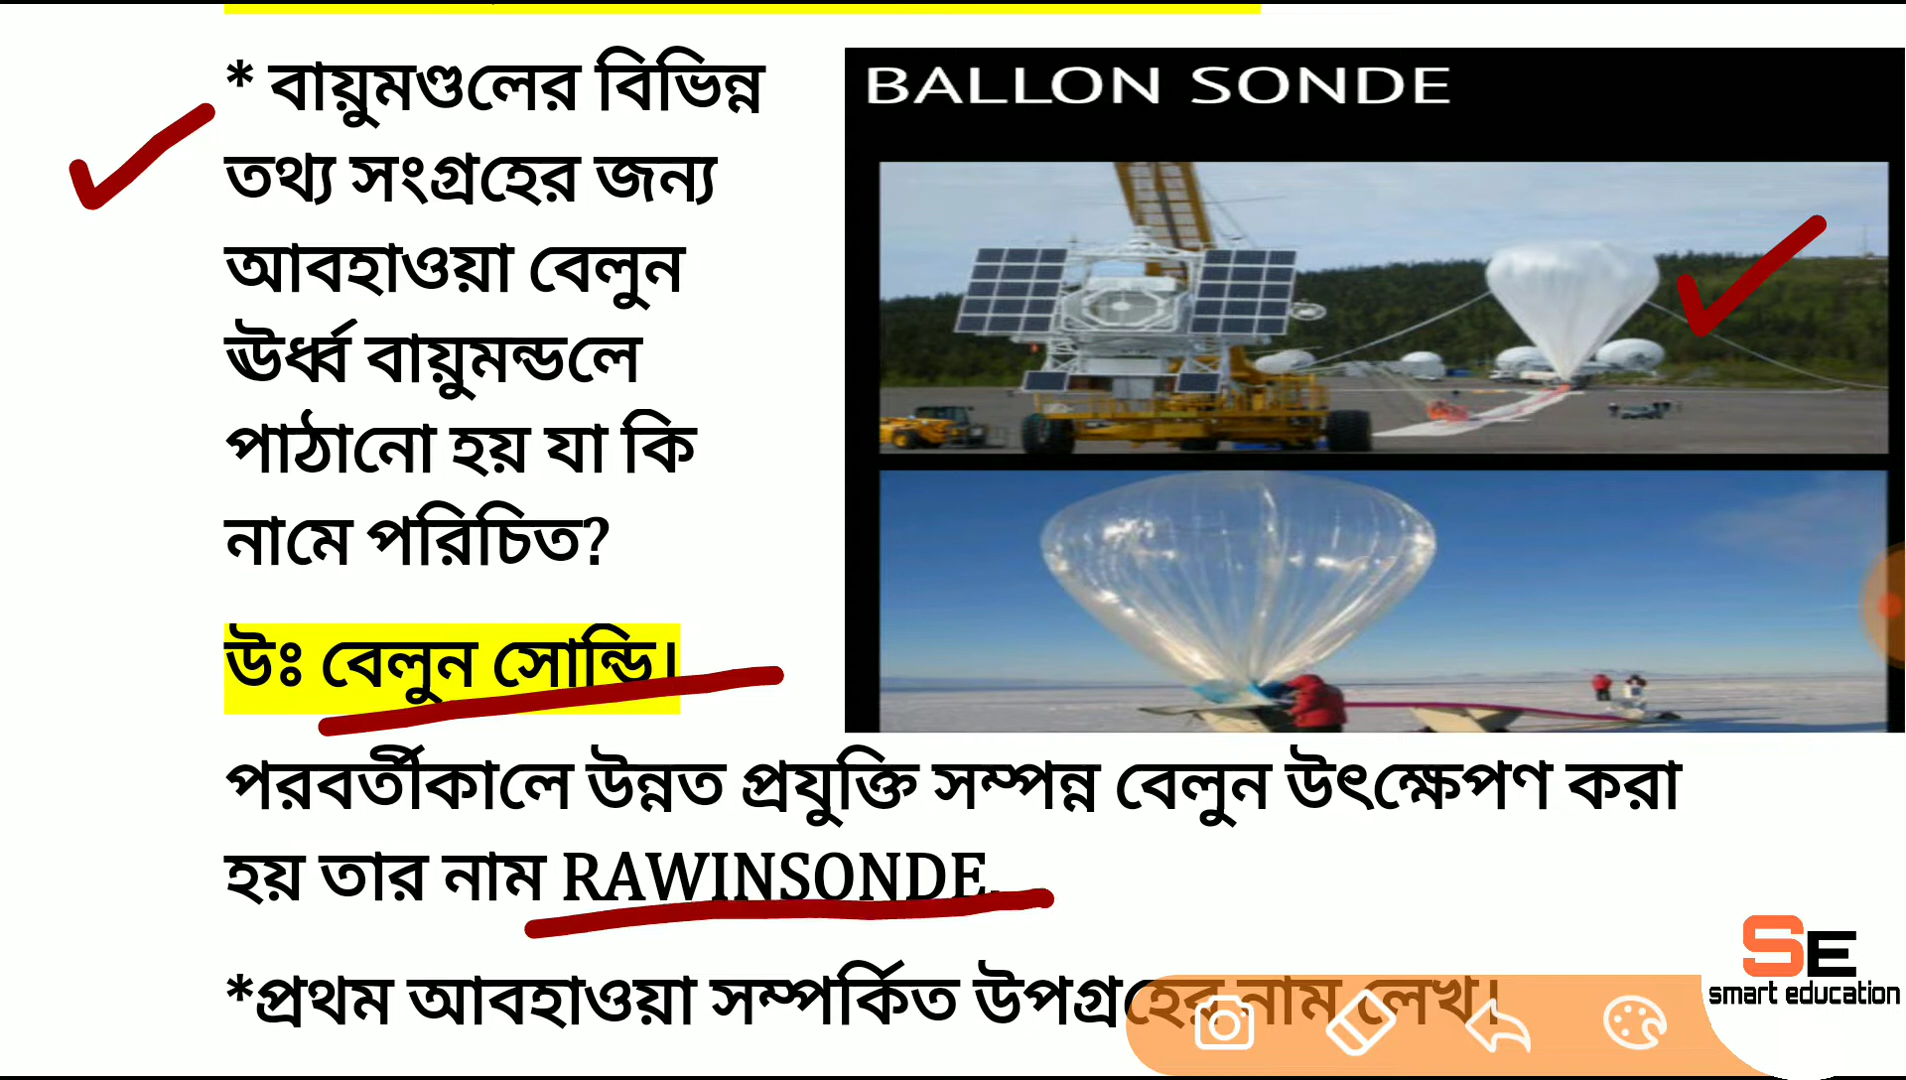 * বায়ুমণ্ডলের বিভিন্ন
তথ্য সংগ্রহের জন্য
আবহাওয়া বেলুন
ঊর্ধ্ব বায়ুমন্ডলে
পাঠানো হয় যা কি
নামে পরিচিত?
উঃ বেলুন সোন্ডি।
BALLON SONDE
পরবর্তীকালে উন্নত প্রযুক্তি সম্পন্ন বেলুন উৎক্ষেপণ করা
হয় তার নাম RAWINSONDE.
*প্রথম আবহাওয়া সম্পর্কিত উপগ্রহের নাম লেখ।
SE
smart education